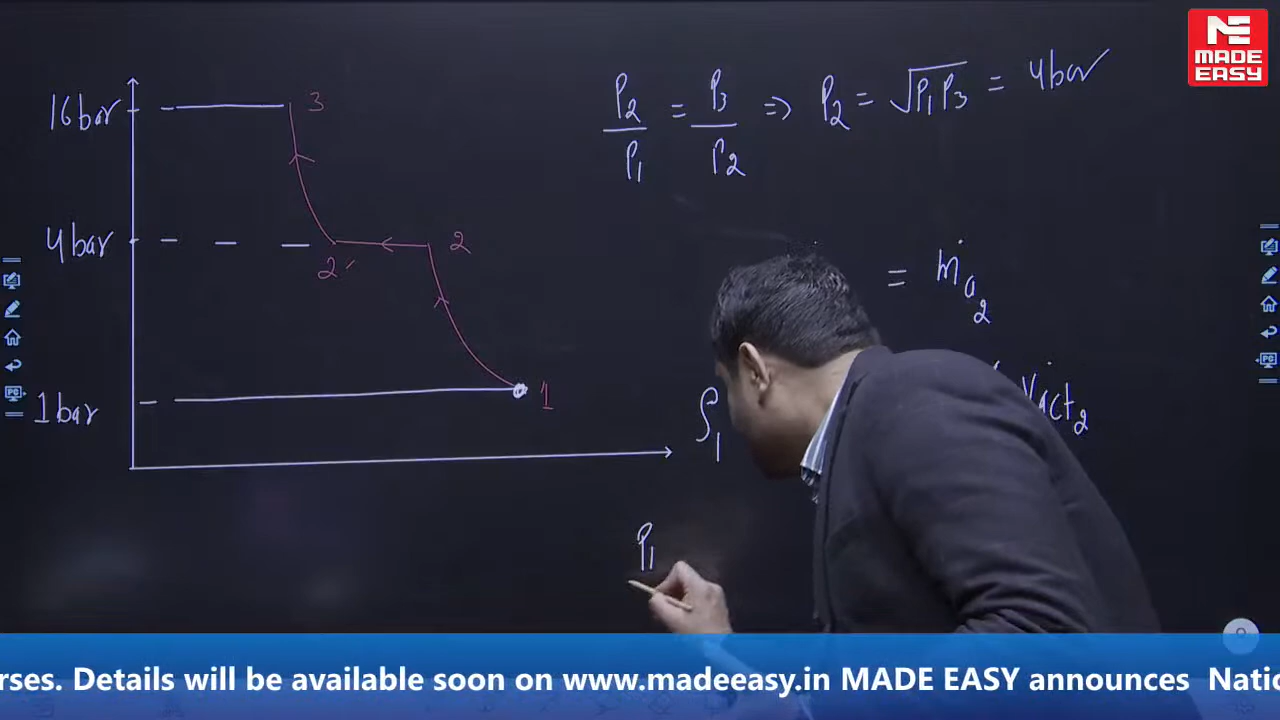 MADE
EASY
16bar
3
P2/P1 = P3/P2 => P2 = √P1P3 = 4bar
4bar
2'
2
= ṁa2
1bar
1
ρ1
V̇act2
P1
rses. Details will be available soon on www.madeeasy.in MADE EASY announces Natio